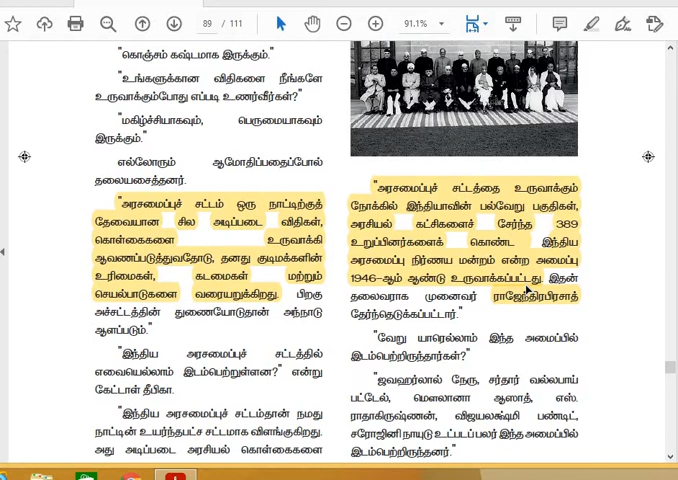 89 / 111
91.1%
"கொஞ்சம் கஷ்டமாக இருக்கும்."
"உங்களுக்கான விதிகளை நீங்களே
உருவாக்கும்போது எப்படி உணர்வீர்கள்?"
"மகிழ்ச்சியாகவும், பெருமையாகவும்
இருக்கும்."
எல்லோரும் ஆமோதிப்பதைப்போல்
தலையசைத்தனர்.
"அரசமைப்புச் சட்டம் ஒரு நாட்டிற்குத்
தேவையான சில அடிப்படை விதிகள்,
கொள்கைகளை உருவாக்கி
ஆவணப்படுத்துவதோடு, தனது குடிமக்களின்
உரிமைகள், கடமைகள் மற்றும்
செயல்பாடுகளை வரையறுக்கிறது. பிறகு
அச்சட்டத்தின் துணையோடுதான் அந்நாடு
ஆளப்படும்."
"இந்திய அரசமைப்புச் சட்டத்தில்
எவையெல்லாம் இடம்பெற்றுள்ளன?" என்று
கேட்டாள் தீபிகா.
"இந்திய அரசமைப்புச் சட்டம்தான் நமது
நாட்டின் உயர்ந்தபட்ச சட்டமாக விளங்குகிறது.
அது அடிப்படை அரசியல் கொள்கைகளை
"அரசமைப்புச் சட்டத்தை உருவாக்கும்
நோக்கில் இந்தியாவின் பல்வேறு பகுதிகள்,
அரசியல் கட்சிகளைச் சேர்ந்த 389
உறுப்பினர்களைக் கொண்ட இந்திய
அரசமைப்பு நிர்ணய மன்றம் என்ற அமைப்பு
1946-ஆம் ஆண்டு உருவாக்கப்பட்டது. இதன்
தலைவராக முனைவர் ராஜேந்திரபிரசாத்
தேர்ந்தெடுக்கப்பட்டார்."
"வேறு யாரெல்லாம் இந்த அமைப்பில்
இடம்பெற்றிருந்தார்கள்?"
"ஜவஹர்லால் நேரு, சர்தார் வல்லபாய்
பட்டேல், மௌலானா ஆஸாத், எஸ்.
ராதாகிருஷ்ணன், விஜயலக்ஷ்மி பண்டிட்,
சரோஜினி நாயுடு உட்பட பலர் இந்த அமைப்பில்
இடம்பெற்றிருந்தனர்."